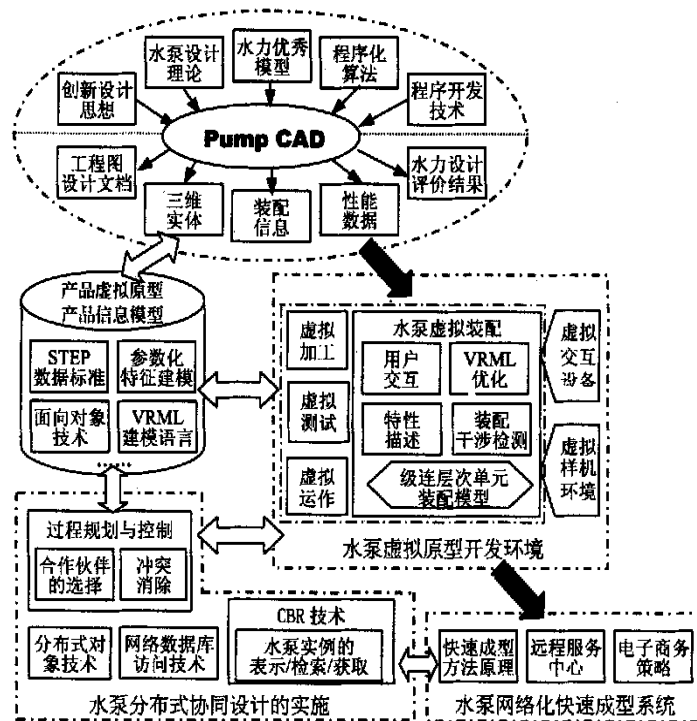 水泵设计
理论
水力优秀
模型
程序化
算法
创新设计
思想
程序开发
技术
Pump CAD
工程图
设计文档
水力设计
评价结果
三维
实体
装配
信息
性能
数据
产品虚拟原型
产品信息模型
STEP
数据标准
参数化
特征建模
面向对象
技术
VRML
建模语言
......
虚拟
加工
虚拟
测试
虚拟
运作
水泵虚拟装配
用户
交互
VRML
优化
特性
描述
装配
干涉检测
级连层次单元
装配模型
虚拟
交互
设备
虚拟
样机
环境
水泵虚拟原型开发环境
过程规划与控制
合作伙伴
的选择
冲突
消除
分布式对
象技术
网络数据库
访问技术
CBR 技术
水泵实例的
表示/检索/获取
水泵分布式协同设计的实施
快速成型
方法原理
远程服务
中心
电子商务
策略
水泵网络化快速成型系统